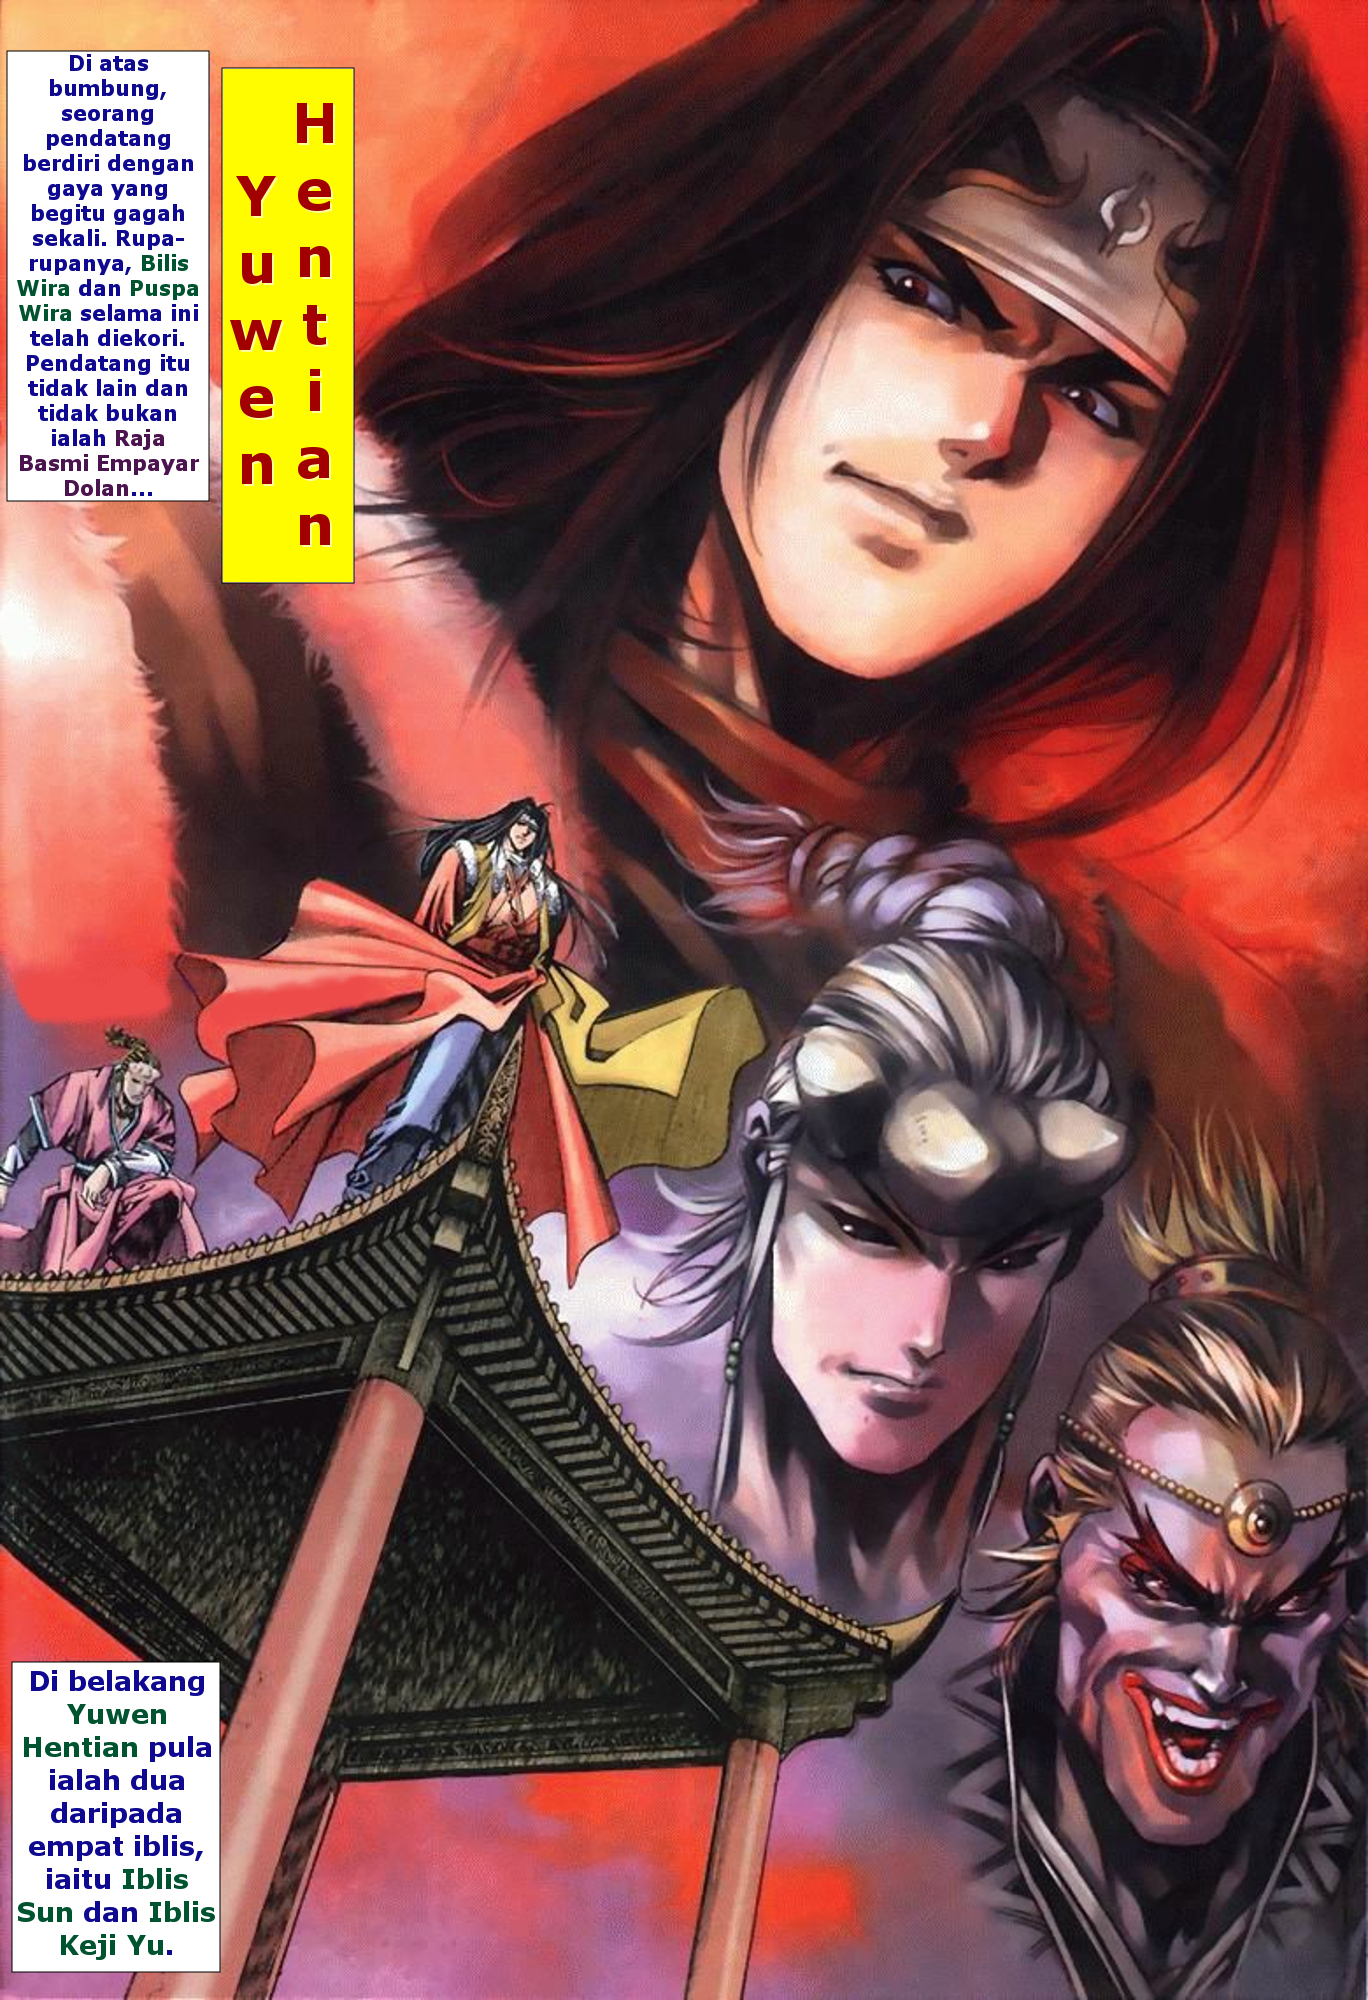 Di atas
bumbung,
seorang
pendatang
berdiri dengan
gaya yang
begitu gagah
sekali. Rupa-
rupanya, Bilis
Wira dan Puspa
Wira selama ini
telah diekori.
Pendatang itu
tidak lain dan
tidak bukan
ialah Raja
Basmi Empayar
Dolan...
Yuwen
Hentian
Di belakang
Yuwen
Hentian pula
ialah dua
daripada
empat iblis,
iaitu Iblis
Sun dan Iblis
Keji Yu.